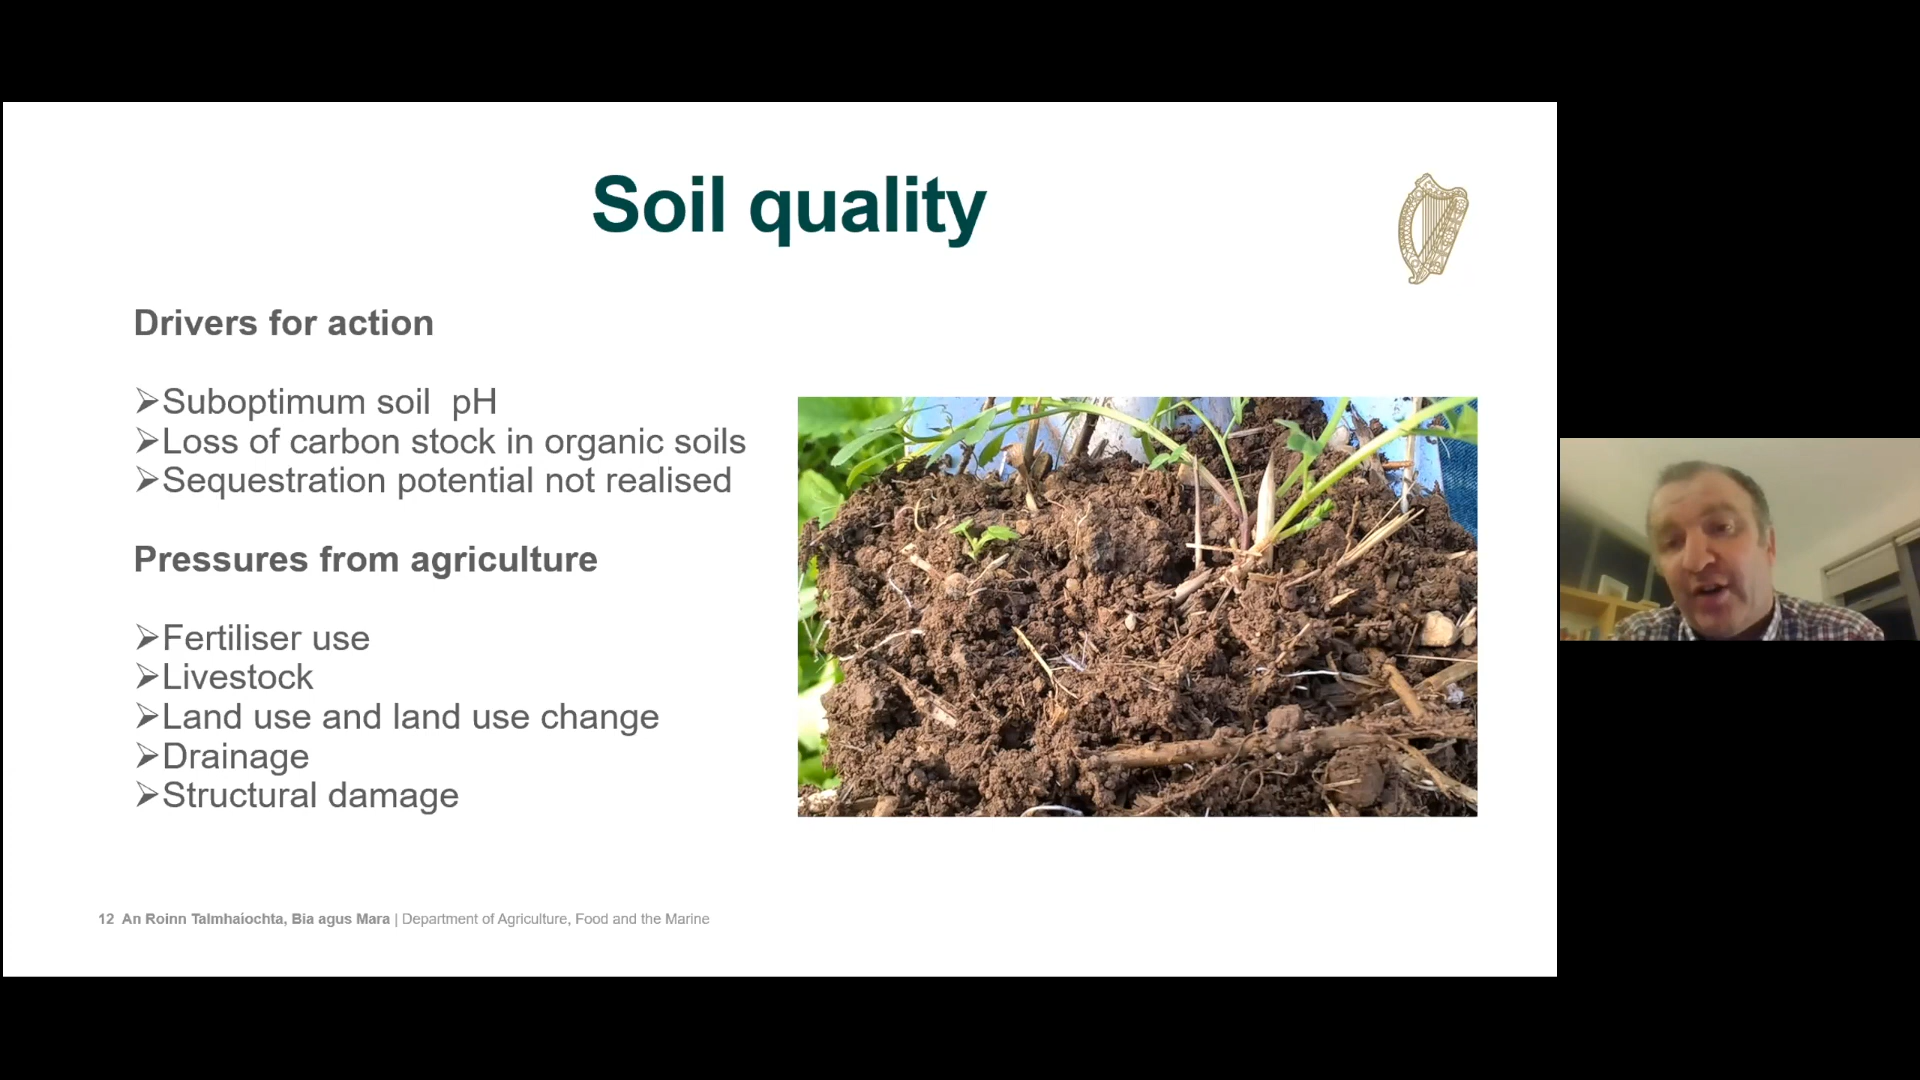 Soil quality
Drivers for action
➢Suboptimum soil  pH
➢Loss of carbon stock in organic soils
➢Sequestration potential not realised
Pressures from agriculture
➢Fertiliser use
➢Livestock
➢Land use and land use change
➢Drainage
➢Structural damage
12 An Roinn Talmhaíochta, Bia agus Mara | Department of Agriculture, Food and the Marine